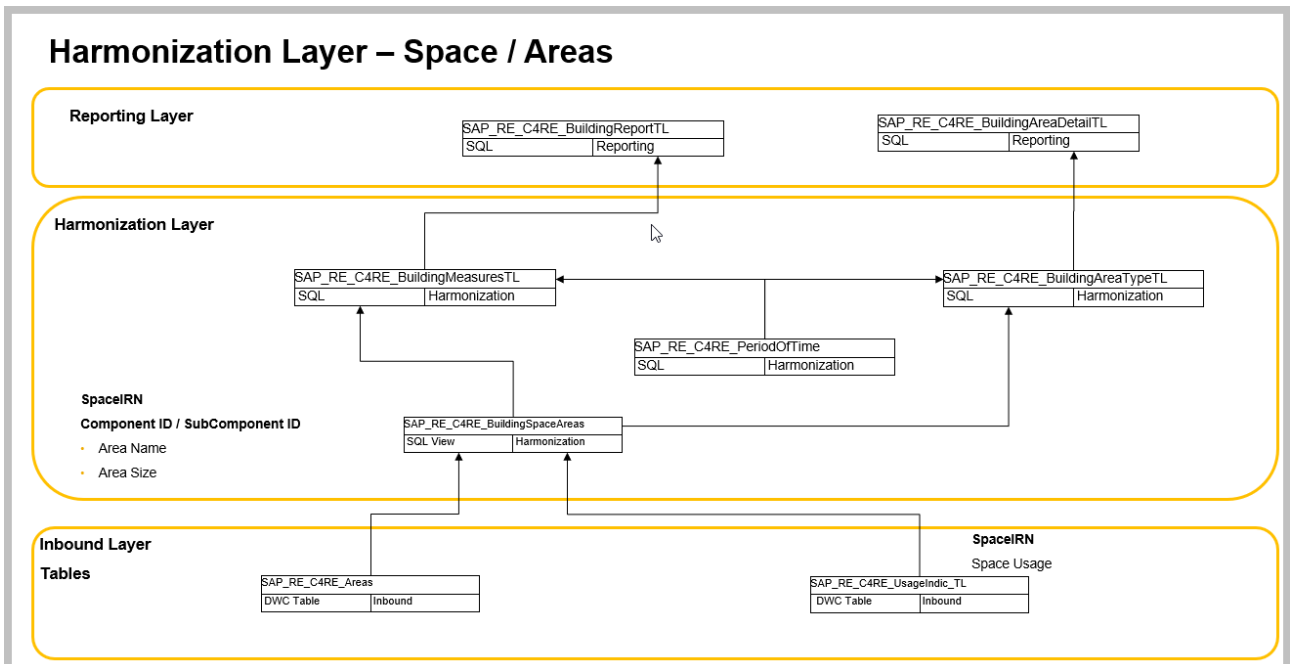 Harmonization Layer – Space / Areas
Reporting Layer
SAP_RE_C4RE_BuildingReportTL
SQL Reporting
SAP_RE_C4RE_BuildingAreaDetailTL
SQL Reporting
Harmonization Layer
SAP_RE_C4RE_BuildingMeasuresTL
SQL Harmonization
SAP_RE_C4RE_BuildingAreaTypeTL
SQL Harmonization
SAP_RE_C4RE_PeriodOfTime
SQL Harmonization
SpaceIRN
Component ID / SubComponent ID
• Area Name
• Area Size
SAP_RE_C4RE_BuildingSpaceAreas
SQL View Harmonization
Inbound Layer
Tables
SpaceIRN
Space Usage
SAP_RE_C4RE_Areas
DWC Table Inbound
SAP_RE_C4RE_UsageIndic_TL
DWC Table Inbound